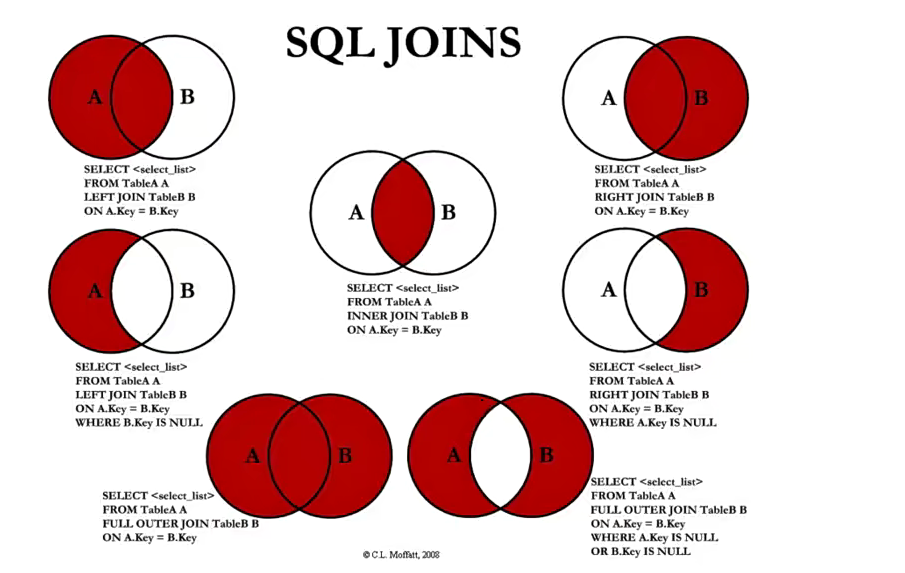 SQL JOINS
A B
SELECT <select_list>
FROM TableA A
LEFT JOIN TableB B
ON A.Key = B.Key
A B
SELECT <select_list>
FROM TableA A
RIGHT JOIN TableB B
ON A.Key = B.Key
A B
SELECT <select_list>
FROM TableA A
INNER JOIN TableB B
ON A.Key = B.Key
A B
SELECT <select_list>
FROM TableA A
LEFT JOIN TableB B
ON A.Key = B.Key
WHERE B.Key IS NULL
A B
SELECT <select_list>
FROM TableA A
RIGHT JOIN TableB B
ON A.Key = B.Key
WHERE A.Key IS NULL
A B
SELECT <select_list>
FROM TableA A
FULL OUTER JOIN TableB B
ON A.Key = B.Key
A B
SELECT <select_list>
FROM TableA A
FULL OUTER JOIN TableB B
ON A.Key = B.Key
WHERE A.Key IS NULL
OR B.Key IS NULL
© C.L. Moffatt, 2008